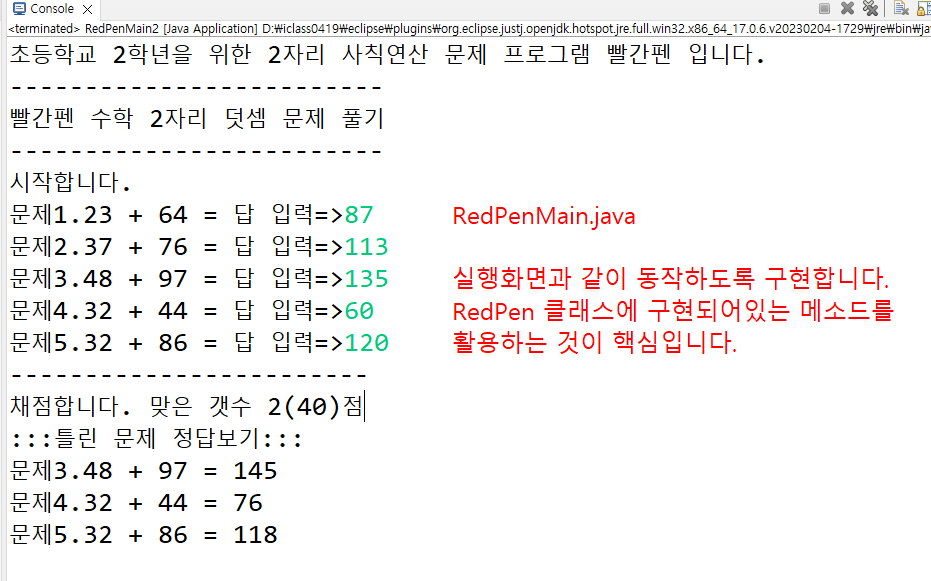 Console
<terminated> RedPenMain2 [Java Application] D:₩iclass0419₩eclipse₩plugins₩org.eclipse.justj.openjdk.hotspot.jre.full.win32.x86_64_17.0.6.v20230204-1729₩jre₩bin₩ja
초등학교 2학년을 위한 2자리 사칙연산 문제 프로그램 빨간펜 입니다.
-------------------------
빨간펜 수학 2자리 덧셈 문제 풀기
-------------------------
시작합니다.
문제1.23 + 64 = 답 입력=>87
RedPenMain.java
문제2.37 + 76 = 답 입력=>113
문제3.48 + 97 = 답 입력=>135
실행화면과 같이 동작하도록 구현합니다.
문제4.32 + 44 = 답 입력=>60
RedPen 클래스에 구현되어있는 메소드를
문제5.32 + 86 = 답 입력=>120
활용하는 것이 핵심입니다.
------------------------
채점합니다. 맞은 갯수 2(40)점
:::틀린 문제 정답보기:::
문제3.48 + 97 = 145
문제4.32 + 44 = 76
문제5.32 + 86 = 118